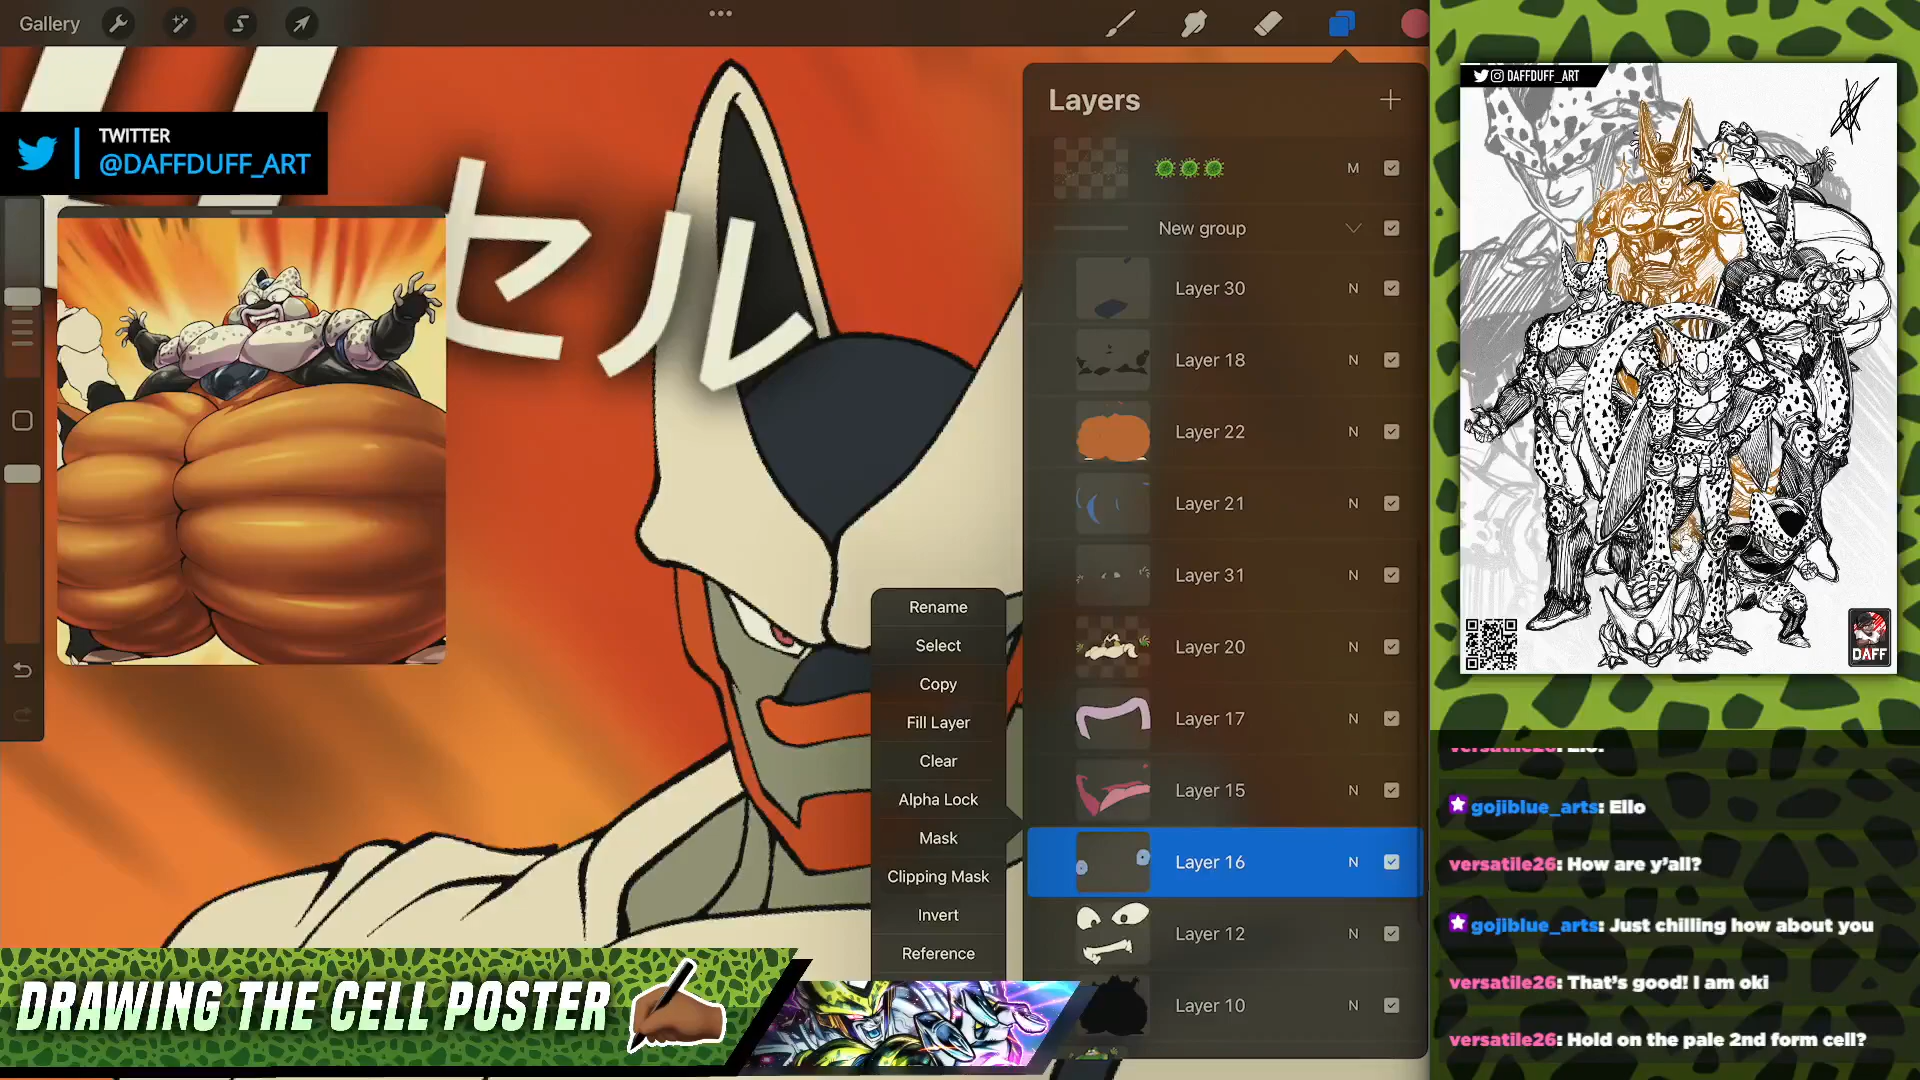 Gallery
TWITTER
@DAFFDUFF_ART
セル
Layers
M
New group
Layer 30 N
Layer 18 N
Layer 22 N
Layer 21 N
Layer 31 N
Layer 20 N
Layer 17 N
Layer 15 N
Layer 16 N
Layer 12 N
Layer 10 N
Rename
Select
Copy
Fill Layer
Clear
Alpha Lock
Mask
Clipping Mask
Invert
Reference
DRAWING THE CELL POSTER
DAFFDUFF_ART
DAFF
gojiblue_arts: Ello
versatile26: How are y'all?
gojiblue_arts: Just chilling how about you
versatile26: That's good! I am oki
versatile26: Hold on the pale 2nd form cell?